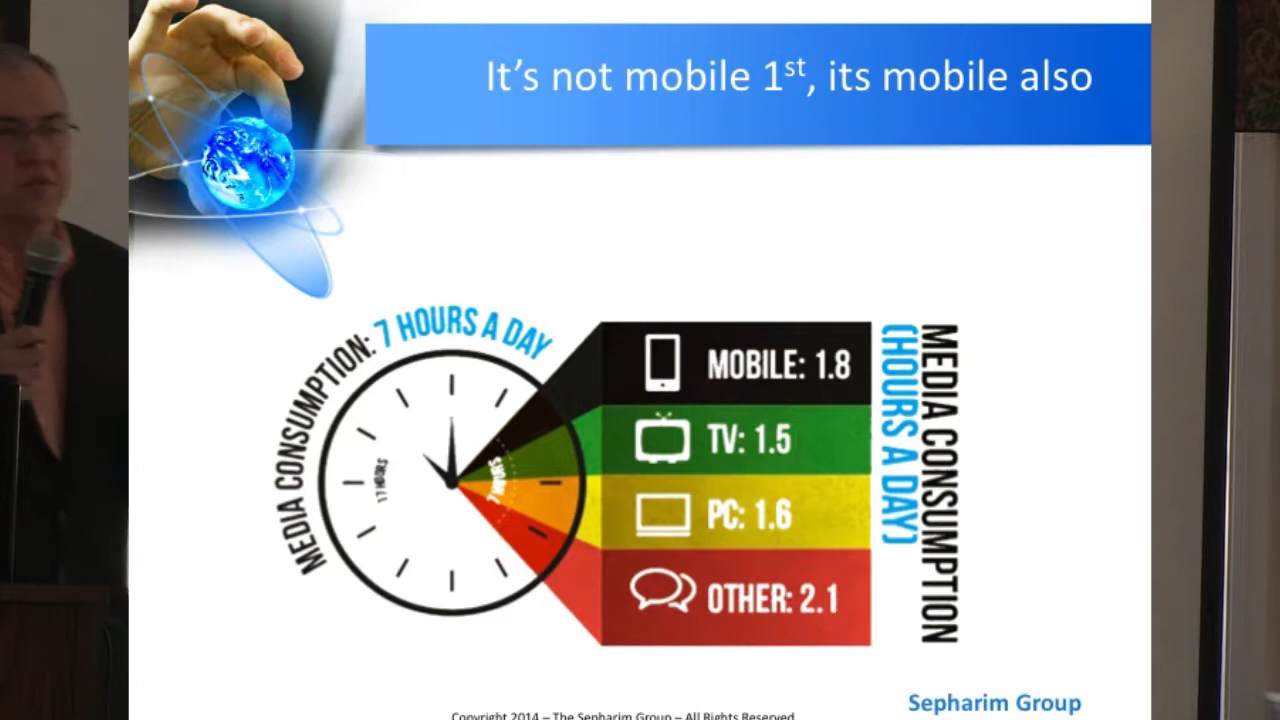 It's not mobile 1st, its mobile also
MEDIA CONSUMPTION: 7 HOURS A DAY
17 HOURS
7 HOURS
MOBILE: 1.8
TV: 1.5
PC: 1.6
OTHER: 2.1
MEDIA CONSUMPTION
(HOURS A DAY)
Sepharim Group
Copyright 2014 – The Sepharim Group – All Rights Reserved